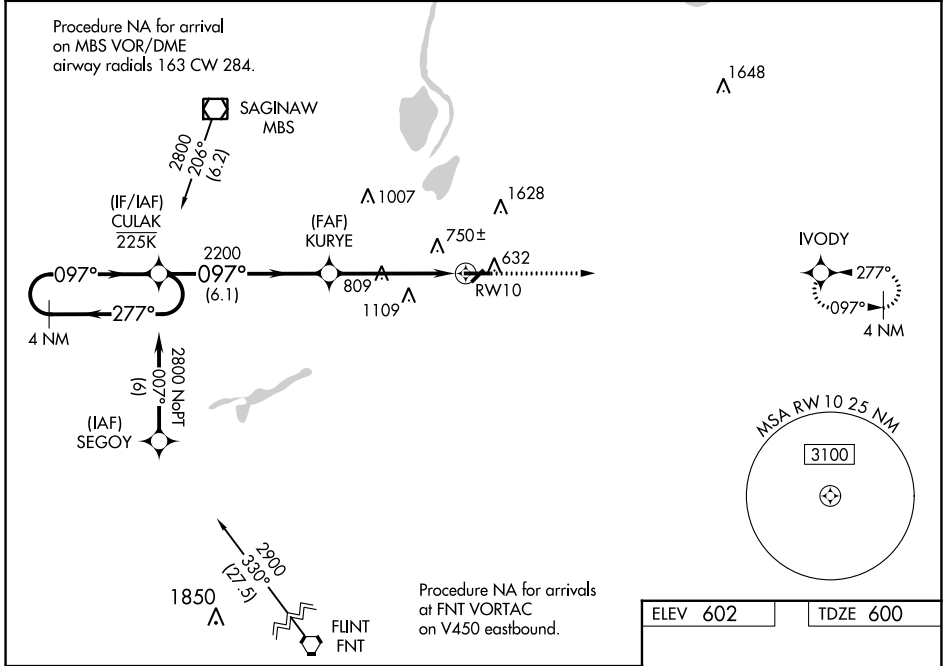 Procedure NA for arrival
on MBS VOR/DME
airway radials 163 CW 284.
1648
SAGINAW
MBS
2800
206°
(6.2)
(IF/IAF)
CULAK
225K
1007
1628
(FAF)
KURYE
750±
IVODY
2200
097°
097°
(6.1)
632
809
RW10
1109
277°
277°
097°
4 NM
4 NM
2800 NoPT
007°
(6)
(IAF)
SEGOY
MSA RW 10 25 NM
3100
2900
330°
(27.5)
1850
FLINT
FNT
Procedure NA for arrivals
at FNT VORTAC
on V450 eastbound.
ELEV 602
TDZE 600